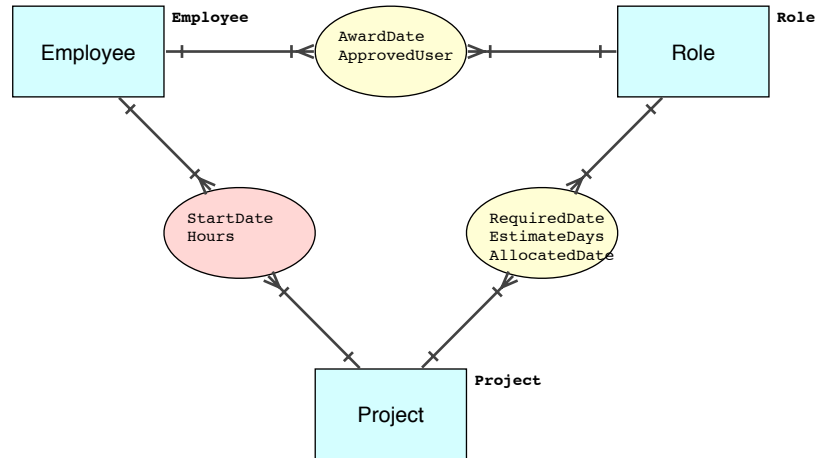 Employee
Role
Employee
AwardDate
ApprovedUser
Role
StartDate
Hours
RequiredDate
EstimateDays
AllocatedDate
Project
Project